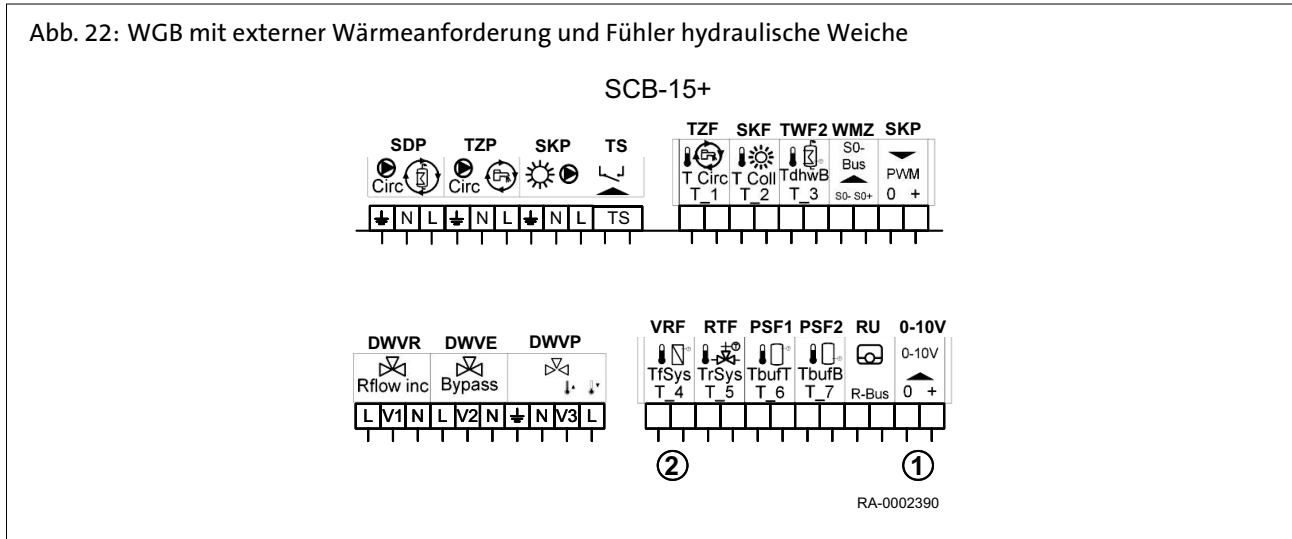 Abb. 22: WGB mit externer Wärmeanforderung und Fühler hydraulische Weiche
SCB-15+
SDP TZP SKP TS
Circ Circ
N L N L N L TS
TZF SKF TWF2 WMZ SKP
S0-
Bus
T Circ T Coll TdhwB PWM
T_1 T_2 T_3 S0- S0+ 0 +
DWVR DWVE DWVP
Rflow inc Bypass
L V1 N L V2 N N V3 L
VRF RTF PSF1 PSF2 RU 0-10V
0-10V
TfSys TrSys TbufT TbufB
T_4 T_5 T_6 T_7 R-Bus 0 +
2 1
RA-0002390